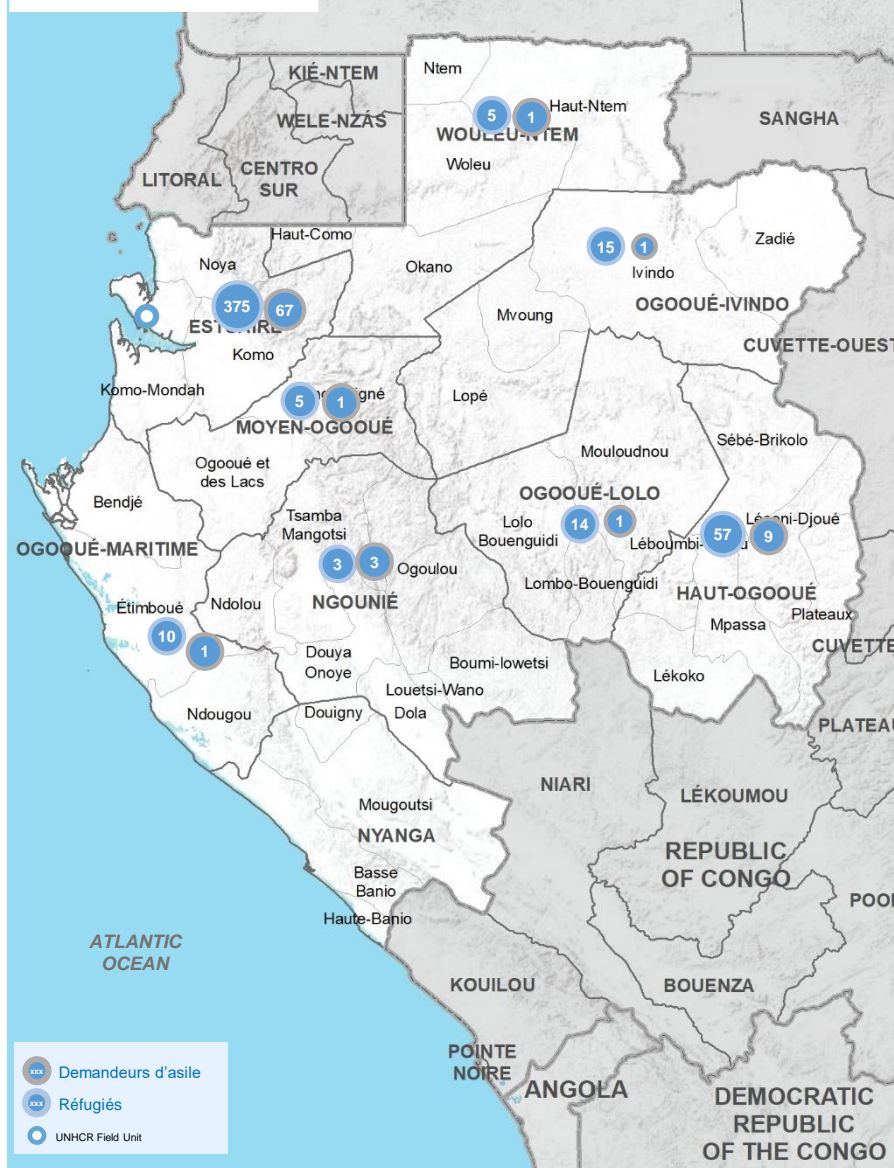 KIÉ-NTEM
WELE-NZÁS
LITORAL
CENTRO
SUR
Ntem
Haut-Ntem
5
1
WOULEU-NTEM
Woleu
SANGHA
Haut-Como
Noya
Okano
375
67
Komo
Komo-Mondah
15
1
Ivindo
Zadié
OGOOUÉ-IVINDO
Mvoung
CUVETTE-OUEST
Lopé
5
1
MOYEN-OGOOUÉ
Ogooué et
des Lacs
Bendjé
OGOOUÉ-MARITIME
Tsamba
Mangotsi
3
3
Ogoulou
NGOUNIÉ
Mouloudnou
OGOOUÉ-LOLO
14
1
Lolo
Bouenguidi
Lombo-Bouenguidi
Sébé-Brikolo
57
9
HAUT-OGOOUÉ
Mpassa
Plateaux
CUVETTE
Lékoko
Étimboué
Ndolou
10
1
Ndougou
Douya
Onoye
Boumi-lowetsi
Louetsi-Wano
Douigny
Dola
PLATEAU
NIARI
LÉKOUMOU
Mougoutsi
NYANGA
REPUBLIC
OF CONGO
Basse
Banio
Haute-Banio
POOL
ATLANTIC
OCEAN
KOUILOU
BOUENZA
POINTE
NOIRE
ANGOLA
DEMOCRATIC
REPUBLIC
OF THE CONGO
xxx Demandeurs d'asile
xxx Réfugiés
UNHCR Field Unit